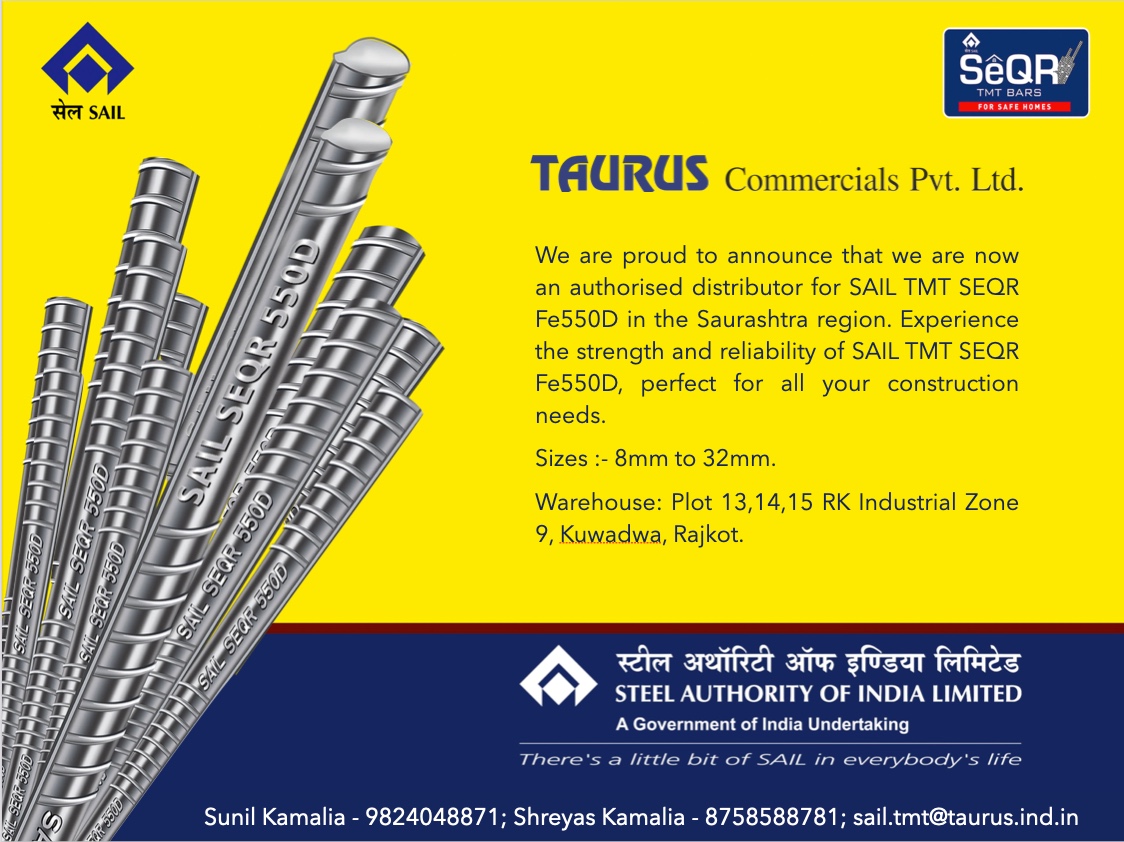 सेल SAIL
सेल SAIL
SeQR
TMT BARS
FOR SAFE HOMES
TAURUS Commercials Pvt. Ltd.
We are proud to announce that we are now
an authorised distributor for SAIL TMT SEQR
Fe550D in the Saurashtra region. Experience
the strength and reliability of SAIL TMT SEQR
Fe550D, perfect for all your construction
needs.
Sizes :- 8mm to 32mm.
Warehouse: Plot 13,14,15 RK Industrial Zone
9, Kuwadwa, Rajkot.
SAIL SEQR 550D
SAIL SEQR 550D
SAIL SEQR 550D
SAIL SEQR 550D
SAIL SEQR 550D
SAIL SEQR 550D
स्टील अथॉरिटी ऑफ इण्डिया लिमिटेड
STEEL AUTHORITY OF INDIA LIMITED
A Government of India Undertaking
There's a little bit of SAIL in everybody's life
Sunil Kamalia - 9824048871; Shreyas Kamalia - 8758588781; sail.tmt@taurus.ind.in